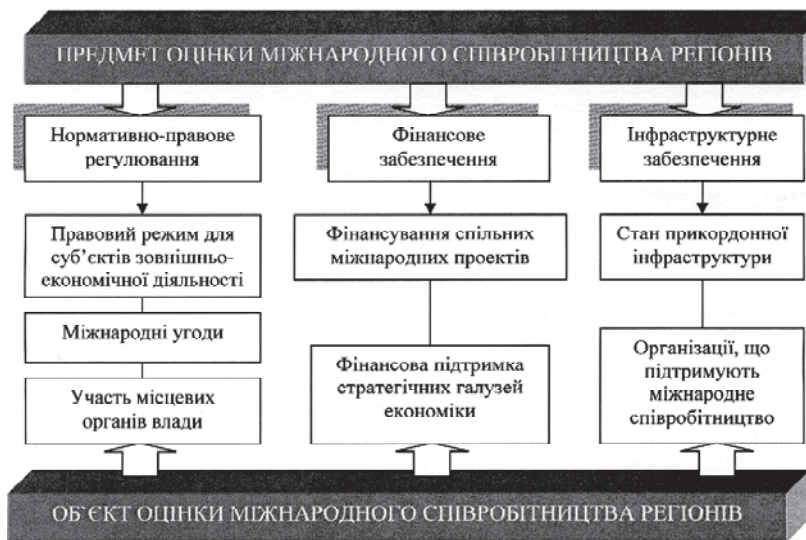 ПРЕДМЕТ ОЦІНКИ МІЖНАРОДНОГО СПІВРОБІТНИЦТВА РЕГІОНІВ
Нормативно-правове
регулювання
Правовий режим для
суб’єктів зовнішньо-
економічної діяльності
Міжнародні угоди
Участь місцевих
органів влади
Фінансове
забезпечення
Фінансування спільних
міжнародних проектів
Фінансова підтримка
стратегічних галузей
економіки
Інфраструктурне
забезпечення
Стан прикордонної
інфраструктури
Організації, що
підтримують
міжнародне
співробітництво
ОБ`ЄКТ ОЦІНКИ МІЖНАРОДНОГО СПІВРОБІТНИЦТВА РЕГІОНІВ